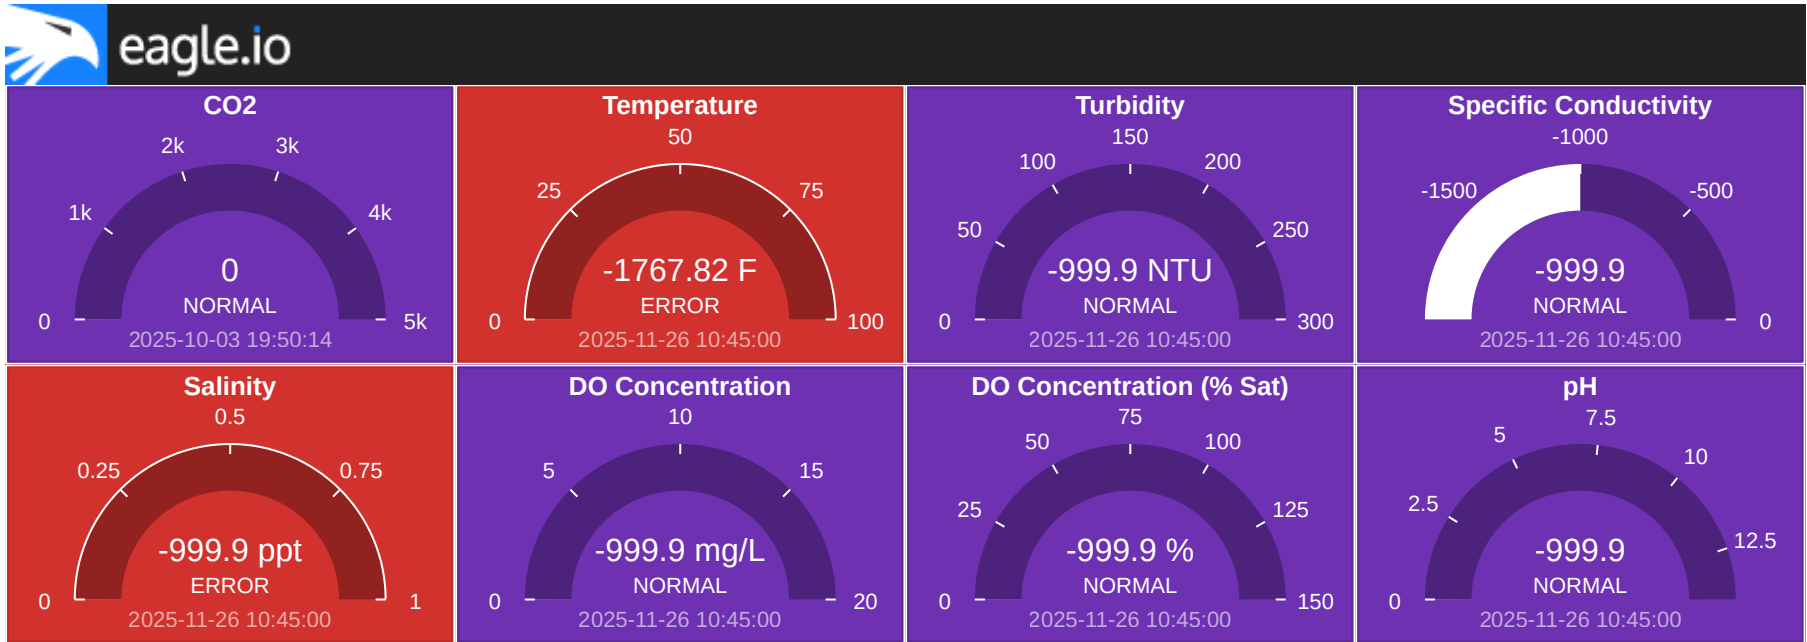 eagle.io
CO2
0
1k
2k
3k
4k
5k
0
NORMAL
2025-10-03 19:50:14
Temperature
0
25
50
75
100
-1767.82 F
ERROR
2025-11-26 10:45:00
Turbidity
0
50
100
150
200
250
300
-999.9 NTU
NORMAL
2025-11-26 10:45:00
Specific Conductivity
-1500
-1000
-500
0
-999.9
NORMAL
2025-11-26 10:45:00
Salinity
0
0.25
0.5
0.75
1
-999.9 ppt
ERROR
2025-11-26 10:45:00
DO Concentration
0
5
10
15
20
-999.9 mg/L
NORMAL
2025-11-26 10:45:00
DO Concentration (% Sat)
0
25
50
75
100
125
150
-999.9 %
NORMAL
2025-11-26 10:45:00
pH
0
2.5
5
7.5
10
12.5
-999.9
NORMAL
2025-11-26 10:45:00